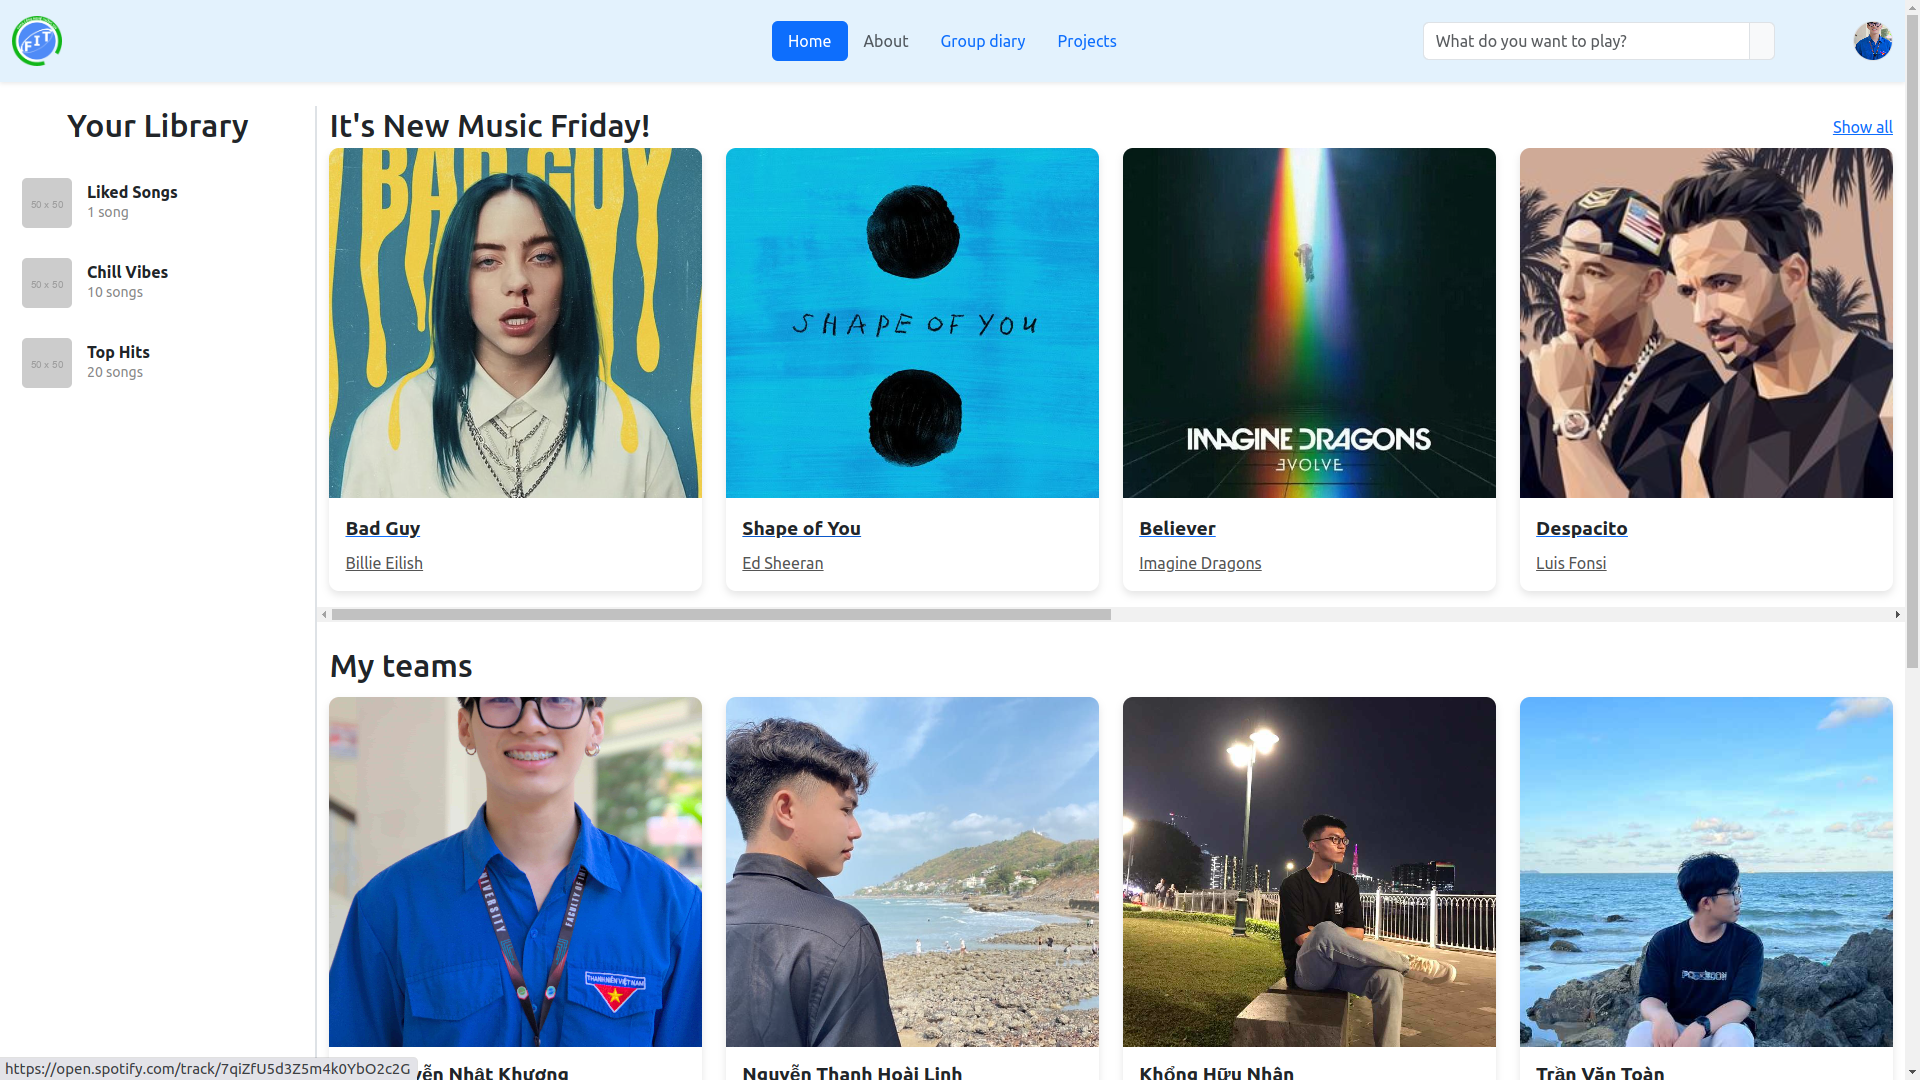 FIT
Home
About
Group diary
Projects
What do you want to play?
Your Library
50 x 50
Liked Songs
1 song
50 x 50
Chill Vibes
10 songs
50 x 50
Top Hits
20 songs
It's New Music Friday!
Show all
BAD GUY
Bad Guy
Billie Eilish
SHAPE OF YOU
Shape of You
Ed Sheeran
IMAGINE DRAGONS
EVOLVE
Believer
Imagine Dragons
Despacito
Luis Fonsi
My teams
THANH NIÊN VIỆT NAM
Nhật Khương
Nguyễn Thanh Hoài Linh
Khổng Hữu Nhân
Trần Văn Toàn
https://open.spotify.com/track/7qiZfU5d3Z5m4k0YbO2c2G